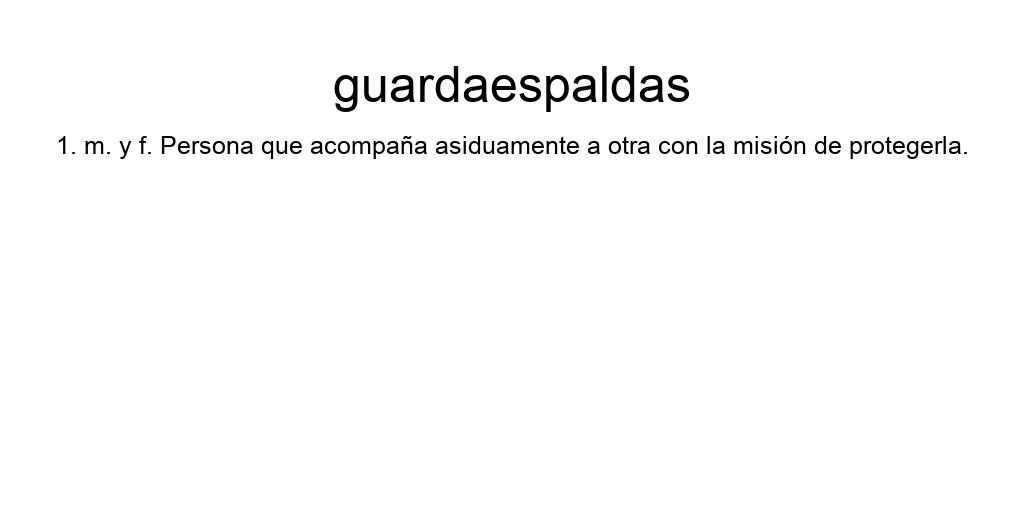 guardaespaldas
1. m. y f. Persona que acompaña asiduamente a otra con la misión de protegerla.